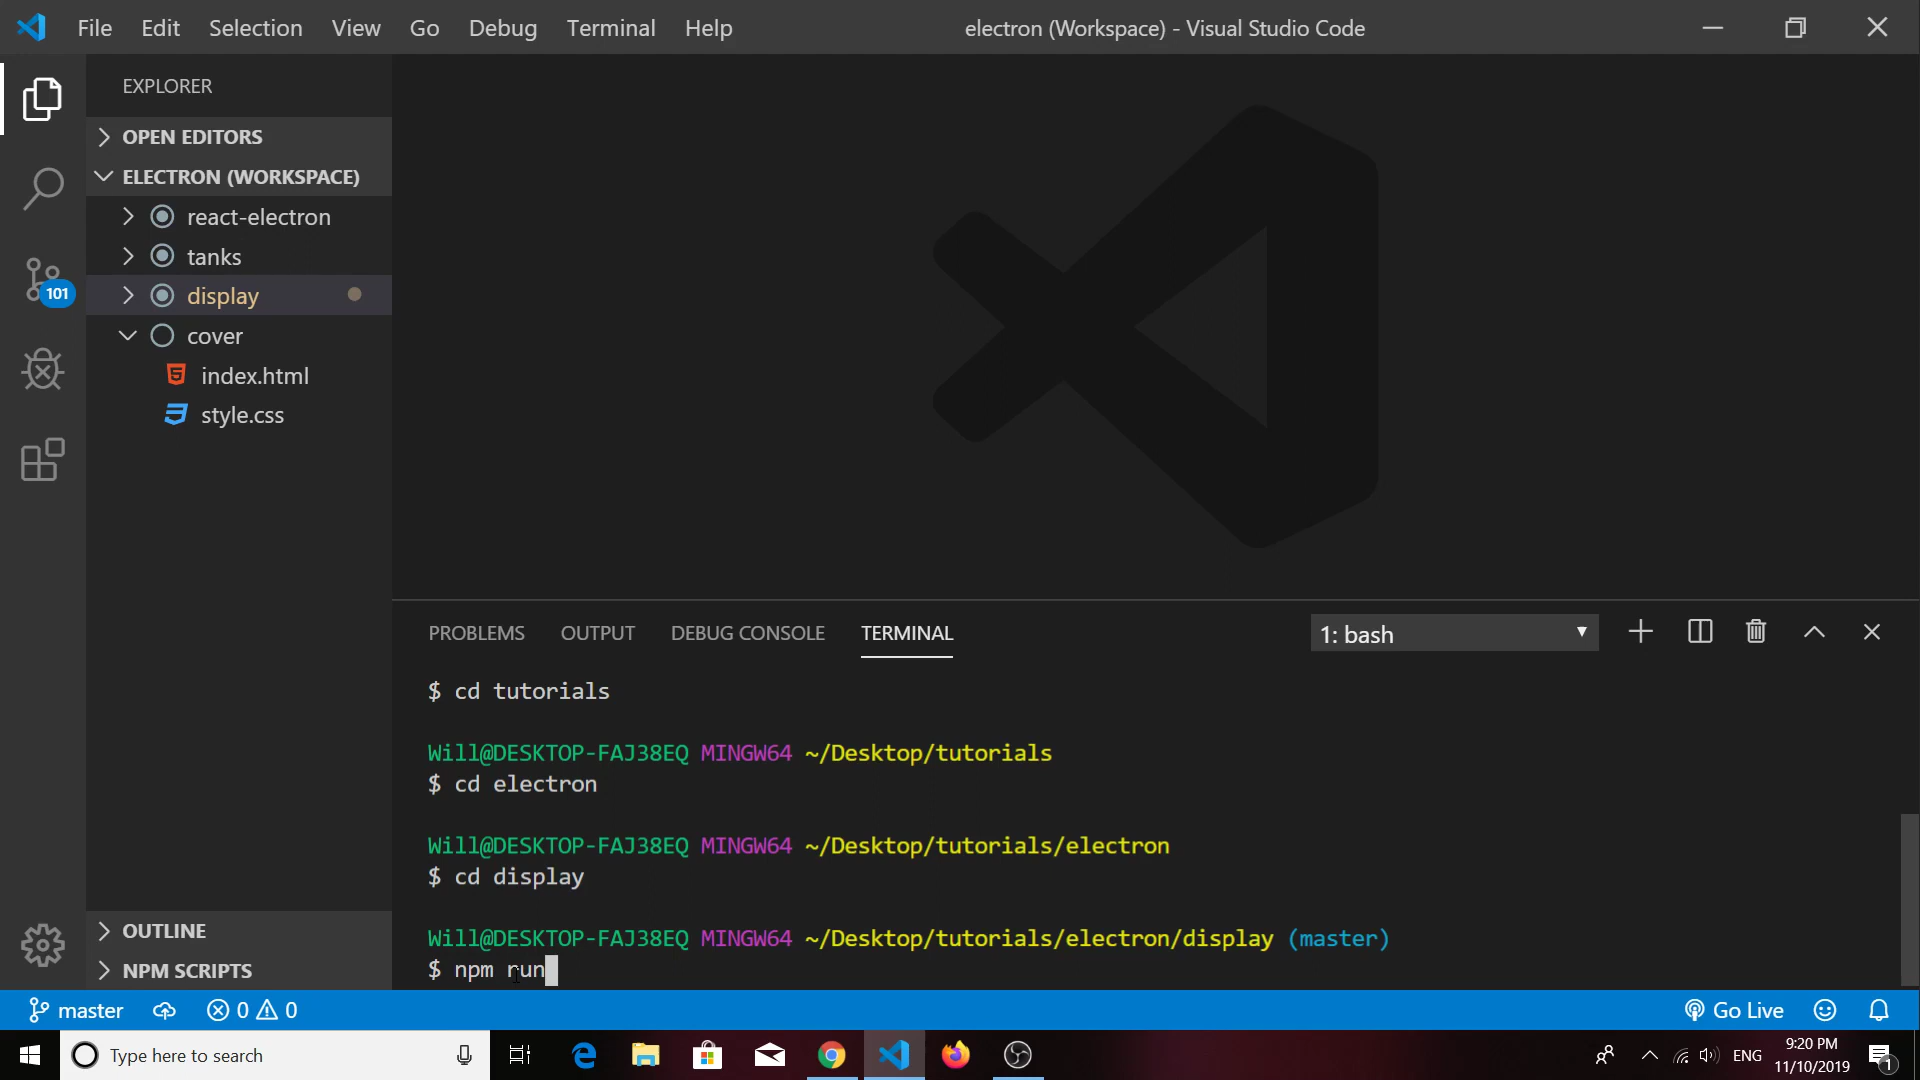 File Edit Selection View Go Debug Terminal Help
electron (Workspace) - Visual Studio Code
EXPLORER
OPEN EDITORS
ELECTRON (WORKSPACE)
react-electron
tanks
display
cover
index.html
style.css
101
OUTLINE
NPM SCRIPTS
PROBLEMS OUTPUT DEBUG CONSOLE TERMINAL
1: bash
$ cd tutorials
Will@DESKTOP-FAJ38EQ MINGW64 ~/Desktop/tutorials
$ cd electron
Will@DESKTOP-FAJ38EQ MINGW64 ~/Desktop/tutorials/electron
$ cd display
Will@DESKTOP-FAJ38EQ MINGW64 ~/Desktop/tutorials/electron/display (master)
$ npm run
master 0 0
Go Live
Type here to search
ENG
9:20 PM
11/10/2019
1